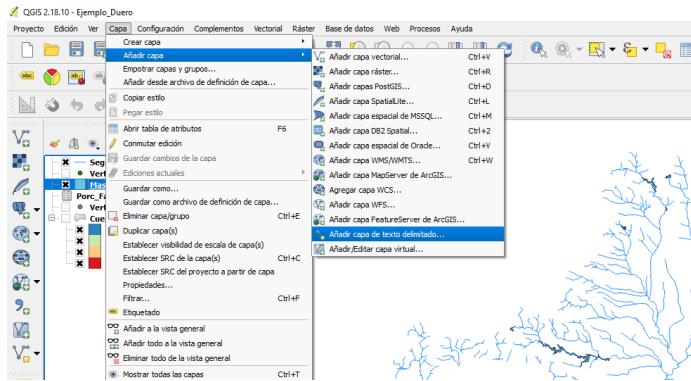 QGIS 2.18.10 - Ejemplo_Duero
Proyecto Edición Ver Capa Configuración Complementos Vectorial Ráster Base de datos Web Procesos Ayuda
Crear capa
Añadir capa
Empotrar capas y grupos...
Añadir desde archivo de definición de capa...
Copiar estilo
Pegar estilo
Abrir tabla de atributos F6
Conmutar edición
Guardar cambios de la capa
Ediciones actuales
Guardar como...
Guardar como archivo de definición de capa...
Eliminar capa/grupo Ctrl+E
Duplicar capa(s)
Establecer visibilidad de escala de capa(s)
Establecer SRC de la capa(s) Ctrl+C
Establecer SRC del proyecto a partir de capa
Propiedades...
Filtrar... Ctrl+F
Etiquetado
Añadir a la vista general
Añadir todo a la vista general
Eliminar todo de la vista general
Mostrar todas las capas Ctrl+T
Añadir capa vectorial... Ctrl+V
Añadir capa ráster... Ctrl+R
Añadir capas PostGIS... Ctrl+D
Añadir capa SpatiaLite... Ctrl+L
Añadir capa espacial de MSSQL... Ctrl+M
Añadir capa DB2 Spatial... Ctrl+2
Añadir capa espacial de Oracle... Ctrl+V
Añadir capa WMS/WMTS... Ctrl+W
Añadir capa MapServer de ArcGIS...
Agregar capa WCS...
Añadir capa WFS...
Añadir capa FeatureServer de ArcGIS...
Añadir capa de texto delimitado...
Añadir/Editar capa virtual...
abc
Seg
Vert
Mas
Porc_Fa
Vert
Cue